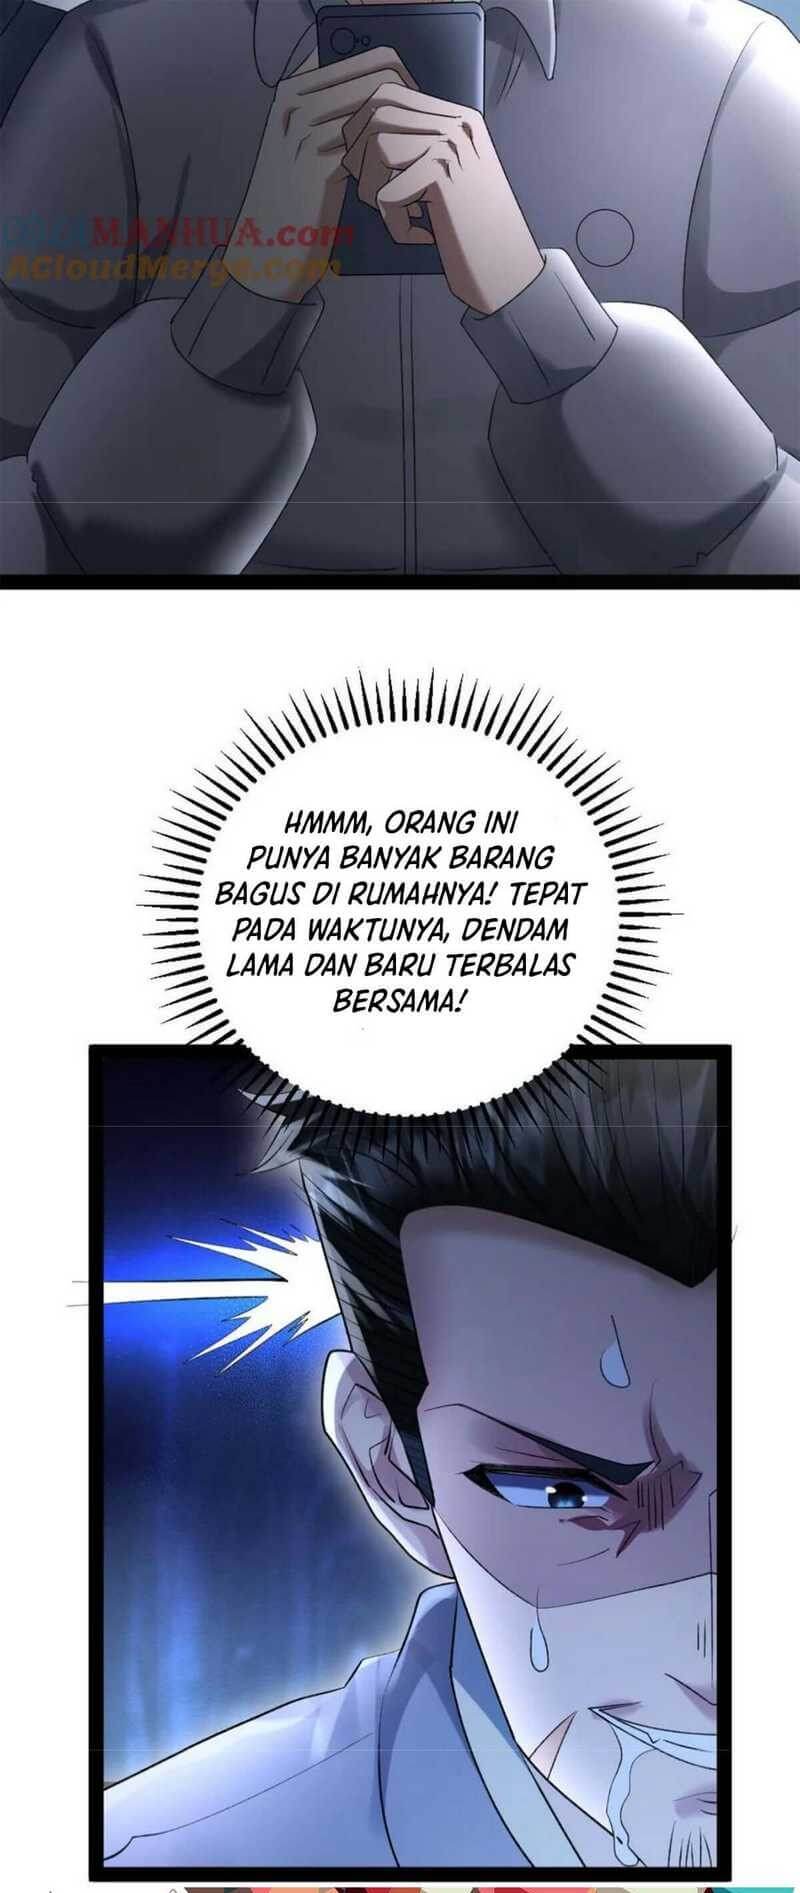 MANHUA.com
ACloudMerge.com
HMMM, ORANG INI
PUNYA BANYAK BARANG
BAGUS DI RUMAHNYA! TEPAT
PADA WAKTUNYA, DENDAM
LAMA DAN BARU TERBALAS
BERSAMA!